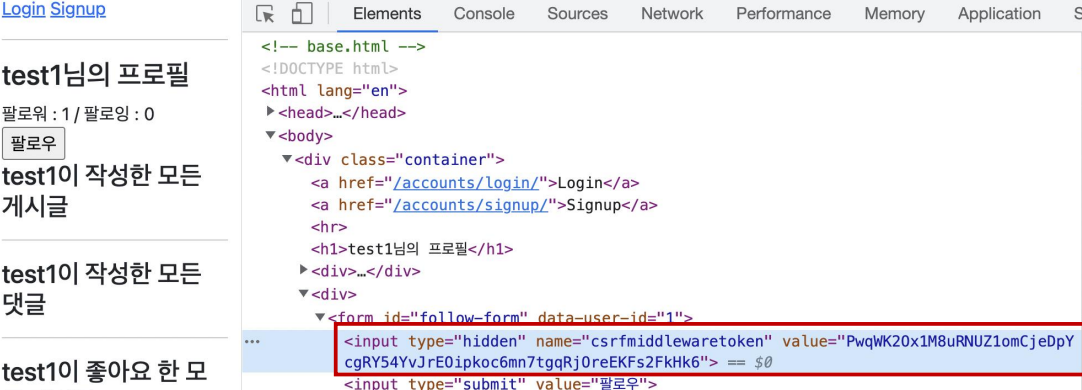 Login Signup
test1님의 프로필
팔로워 : 1 / 팔로잉 : 0
팔로우
test1이 작성한 모든
게시글
test1이 작성한 모든
댓글
test1이 좋아요 한 모
Elements Console Sources Network Performance Memory Application S
<!-- base.html -->
<!DOCTYPE html>
<html lang="en">
▶<head>…</head>
▼<body>
▼<div class="container">
<a href="/accounts/login/">Login</a>
<a href="/accounts/signup/">Signup</a>
<hr>
<h1>test1님의 프로필</h1>
▶<div>…</div>
▼<div>
▼<form id="follow-form" data-user-id="1">
••• <input type="hidden" name="csrfmiddlewaretoken" value="PwqWK2Ox1M8uRNUZ1omCjeDpY
cgRY54YvJrEOipkoc6mn7tgqRjOreEKFs2FkHk6"> == $0
<input type="submit" value="팔로우">